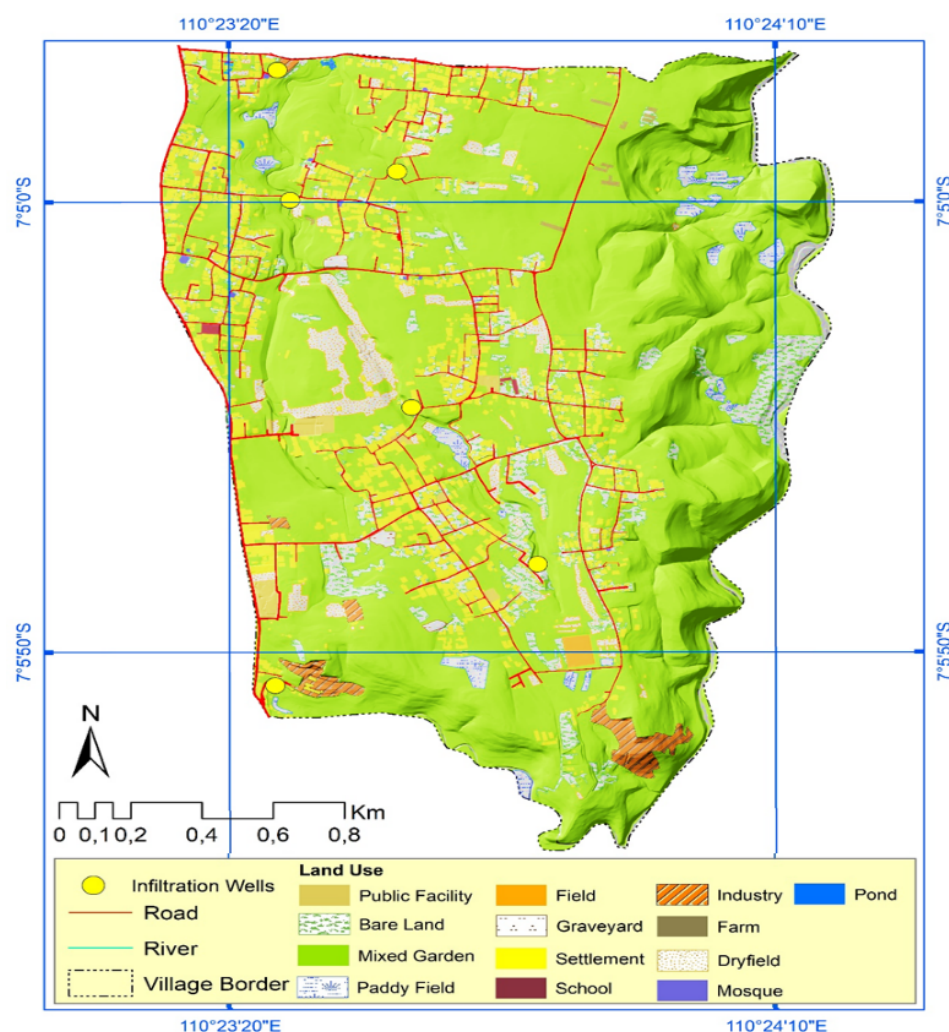 110°23'20"E 110°24'10"E
7°5'0"S 7°5'0"S
7°5'50"S 7°5'50"S
N
Km
0 0,1 0,2 0,4 0,6 0,8
Land Use
Infiltration Wells
Road
River
Village Border
Public Facility
Bare Land
Mixed Garden
Paddy Field
Field
Graveyard
Settlement
School
Industry
Farm
Dryfield
Mosque
Pond
110°23'20"E 110°24'10"E